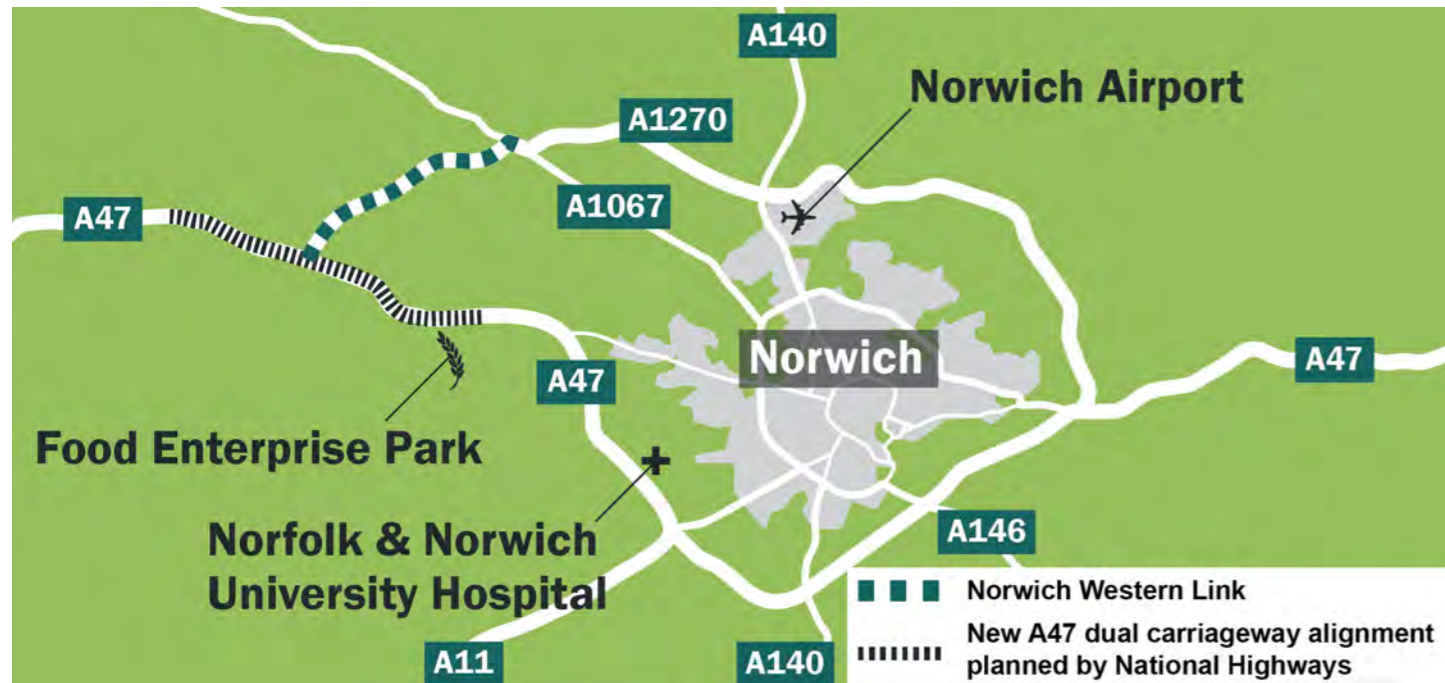 A140
Norwich Airport
A1270
A1067
A47
Norwich
A47
A47
Food Enterprise Park
Norfolk & Norwich
University Hospital
A146
A11
A140
Norwich Western Link
New A47 dual carriageway alignment
planned by National Highways